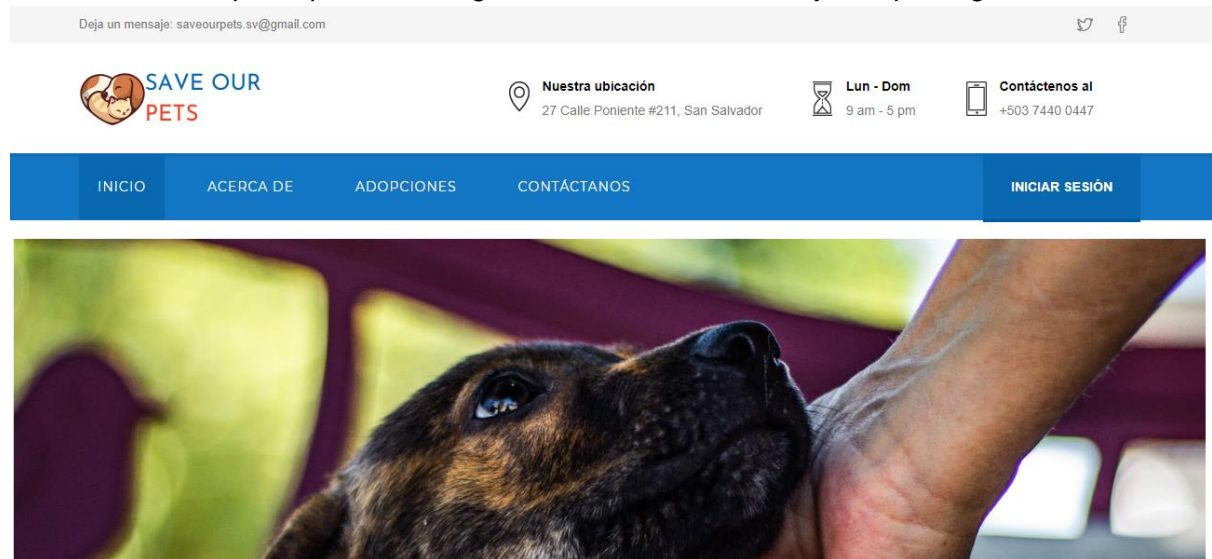 Deja un mensaje: saveourpets.sv@gmail.com
SAVE OUR
PETS
Nuestra ubicación
27 Calle Poniente #211, San Salvador
Lun - Dom
9 am - 5 pm
Contáctenos al
+503 7440 0447
INICIO ACERCA DE ADOPCIONES CONTÁCTANOS INICIAR SESIÓN